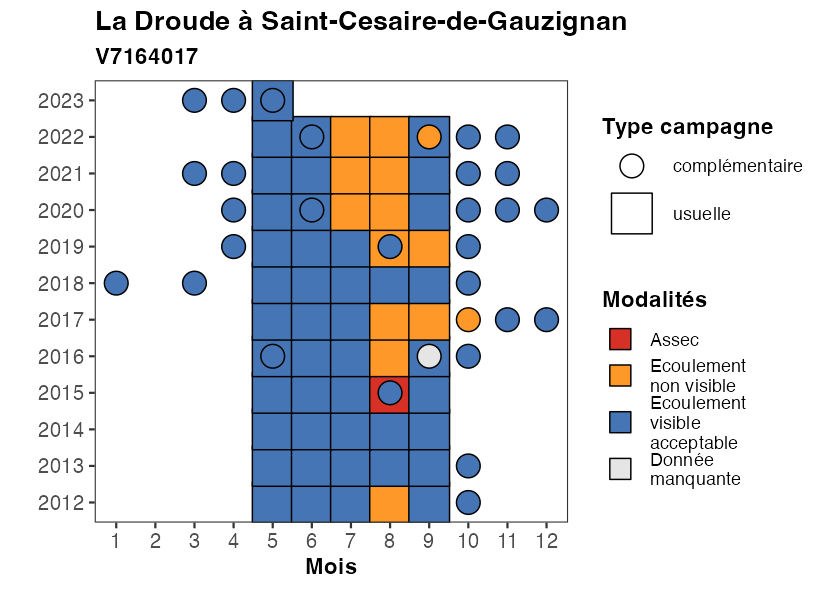 La Droude à Saint-Cesaire-de-Gauzignan
V7164017
2023
2022
2021
2020
2019
2018
2017
2016
2015
2014
2013
2012
1 2 3 4 5 6 7 8 9 10 11 12
Mois
Type campagne
complémentaire
usuelle
Modalités
Assec
Ecoulement
non visible
Ecoulement
visible
acceptable
Donnée
manquante